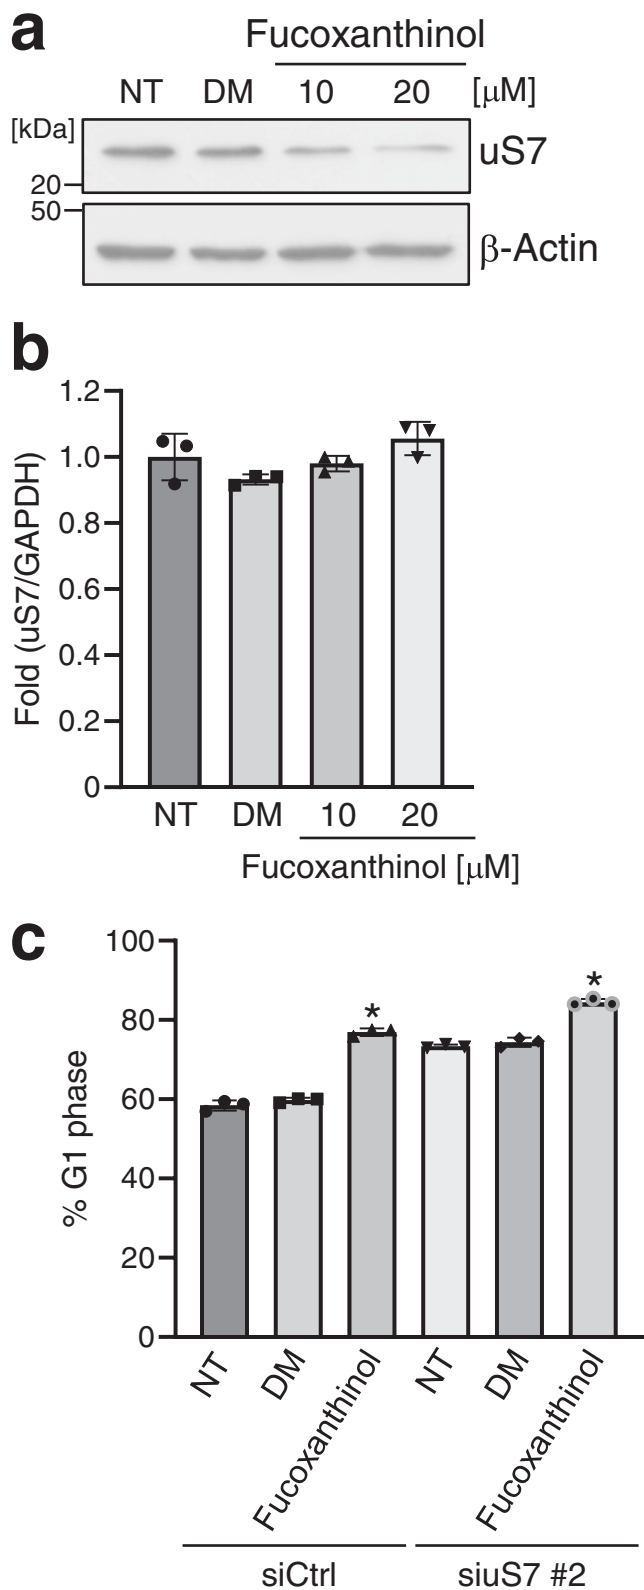 a
Fucoxanthinol
NT DM 10 20 [μM]
[kDa]
uS7
20
50
β-Actin
b
1.2
1.0
0.8
0.6
0.4
0.2
0
Fold (uS7/GAPDH)
NT DM 10 20
Fucoxanthinol [μM]
c
100
80
60
40
20
0
% G1 phase
* *
NT DM Fucoxanthinol NT DM Fucoxanthinol
siCtrl siuS7 #2